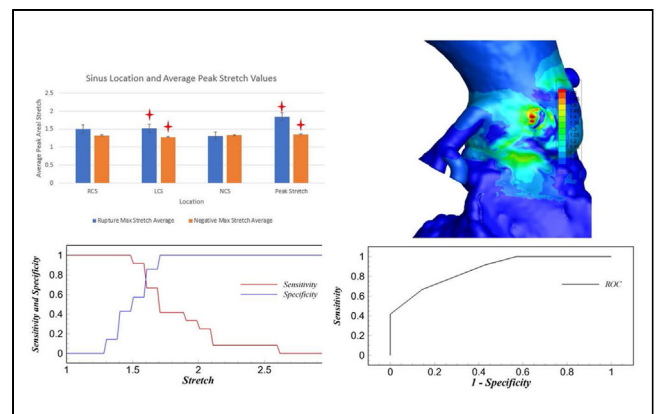 Sinus Location and Average Peak Stretch Values
Average Peak Areal Stretch
2.5
2
1.5
1
0.5
0
RCS LCS NCS Peak Stretch
Location
Rupture Max Stretch Average Negative Max Stretch Average
Sensitivity and Specificity
1
0.8
0.6
0.4
0.2
0
Sensitivity
Specificity
1 1.5 2 2.5
Stretch
Sensitivity
1
0.8
0.6
0.4
0.2
0
ROC
0 0.2 0.4 0.6 0.8 1
1 - Specificity